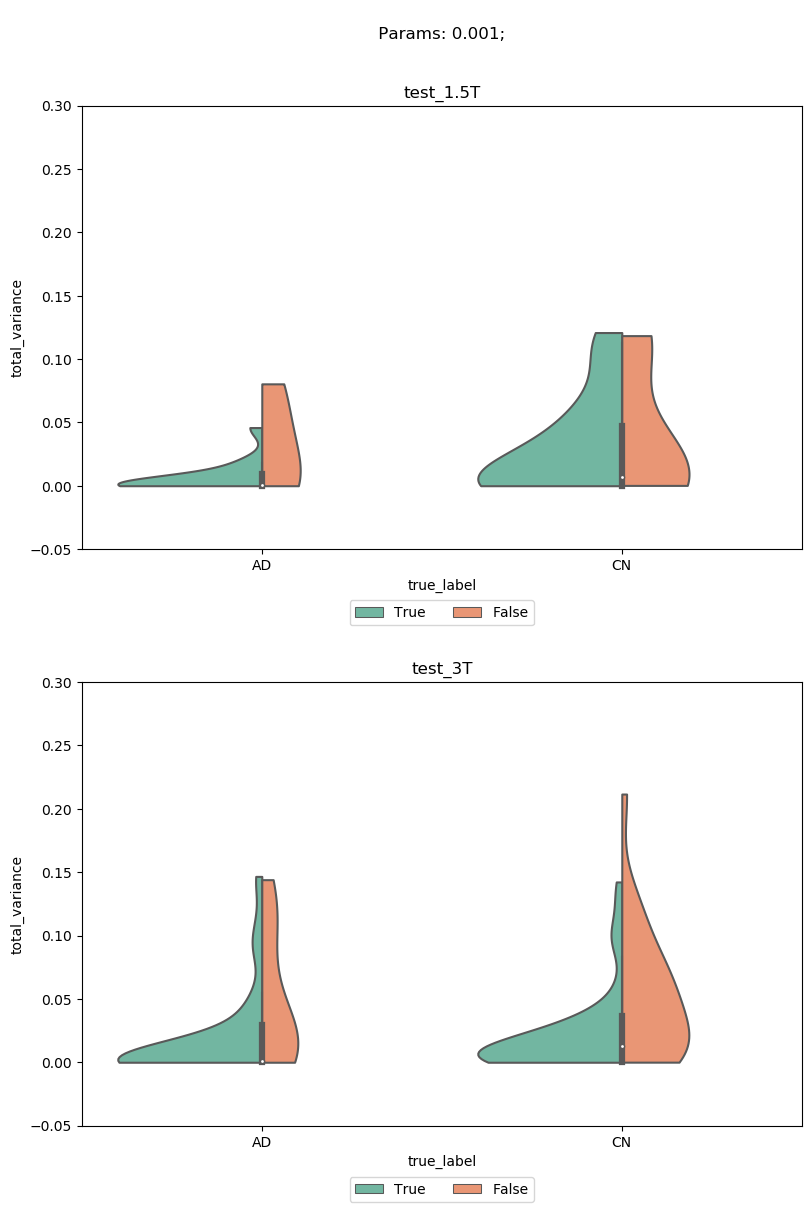 Params: 0.001;
test_1.5T
0.30
0.25
0.20
0.15
0.10
0.05
0.00
−0.05
total_variance
AD CN
true_label
True False
test_3T
0.30
0.25
0.20
0.15
0.10
0.05
0.00
−0.05
total_variance
AD CN
true_label
True False